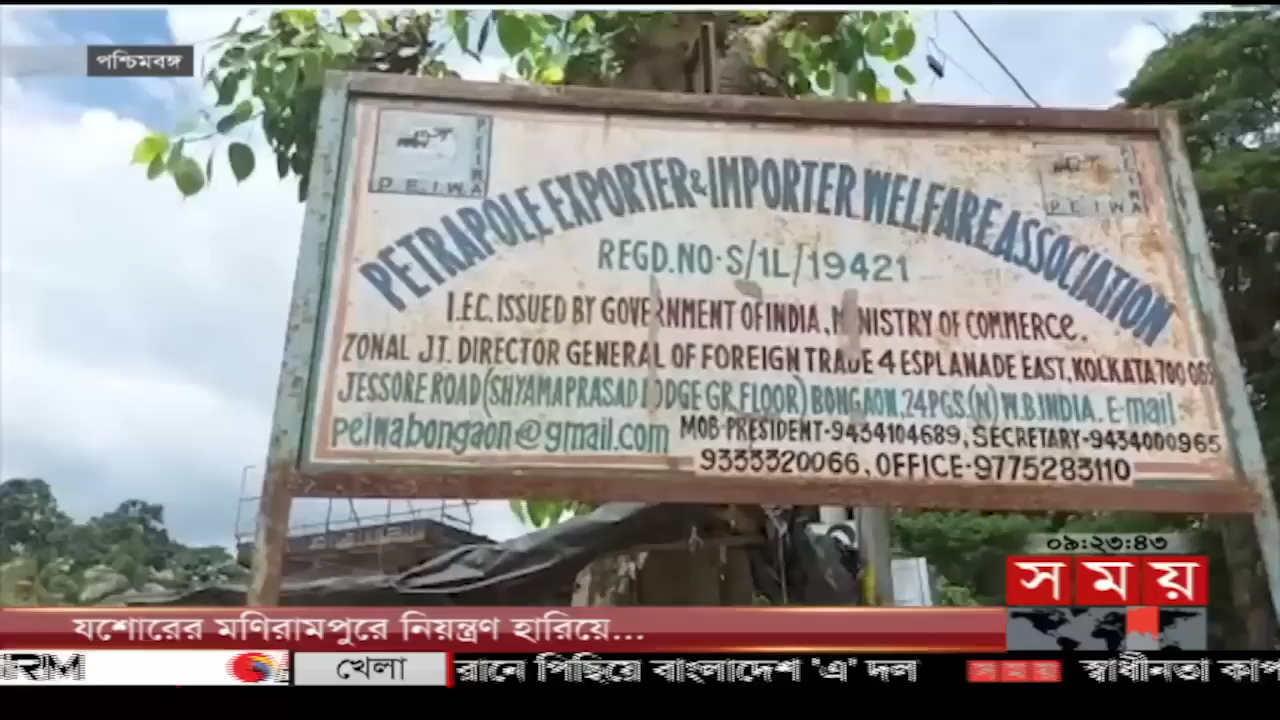 পশ্চিমবঙ্গ
PEIWA
PEIWA
PEIWA
PEIWA
PETRAPOLE EXPORTER & IMPORTER WELFARE ASSOCIATION
REGD.NO-S/1L/19421
I.E.C. ISSUED BY GOVERNMENT OF INDIA, MINISTRY OF COMMERCe.
ZONAL JT. DIRECTOR GENERAL OF FOREIGN TRADE 4 ESPLANADE EAST, KOLKATA 700 069
JESSORE ROAD (SHYAMAPRASAD LODGE GR.FLOOR) BONGAON, 24PGS.(N) W.B.INDIA. E-mail:
peiwabongaon@gmail.com MOB-PRESIDENT-9434104689, SECRETARY-9434000965
9333320066, OFFICE-9775283110
০৯:২৩:৪৩
সময়
যশোরের মণিরামপুরে নিয়ন্ত্রণ হারিয়ে...
খেলা রানে পিছিয়ে বাংলাদেশ 'এ' দল সময় স্বাধীনতা কাপ